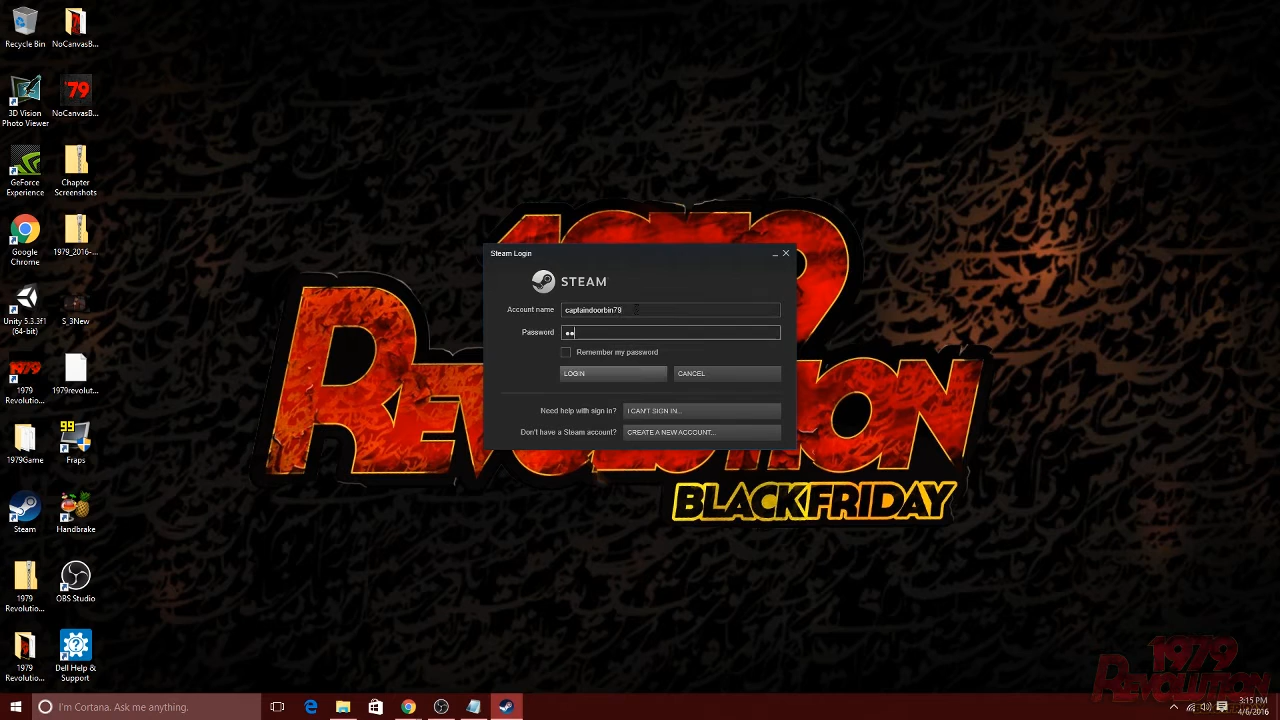 Recycle Bin
NoCanvasB...
3D Vision
Photo Viewer
'79
NoCanvasB...
GeForce
Experience
Chapter
Screenshots
Google
Chrome
1979_2016-...
Unity 5.3.3f1
(64-bit)
S_3New
1979
Revolutio...
1979revolut...
1979Game
99
Fraps
Steam
Handbrake
1979
Revolutio...
OBS Studio
1979
Revolutio...
Dell Help &
Support
1979
REVOLUTION
BLACK FRIDAY
Steam Login
STEAM
Account name
captaindoorbin79
Password
Remember my password
LOGIN
CANCEL
Need help with sign in?
I CAN'T SIGN IN...
Don't have a Steam account?
CREATE A NEW ACCOUNT...
1979
REVOLUTION
I'm Cortana. Ask me anything.
3:15 PM
4/6/2016